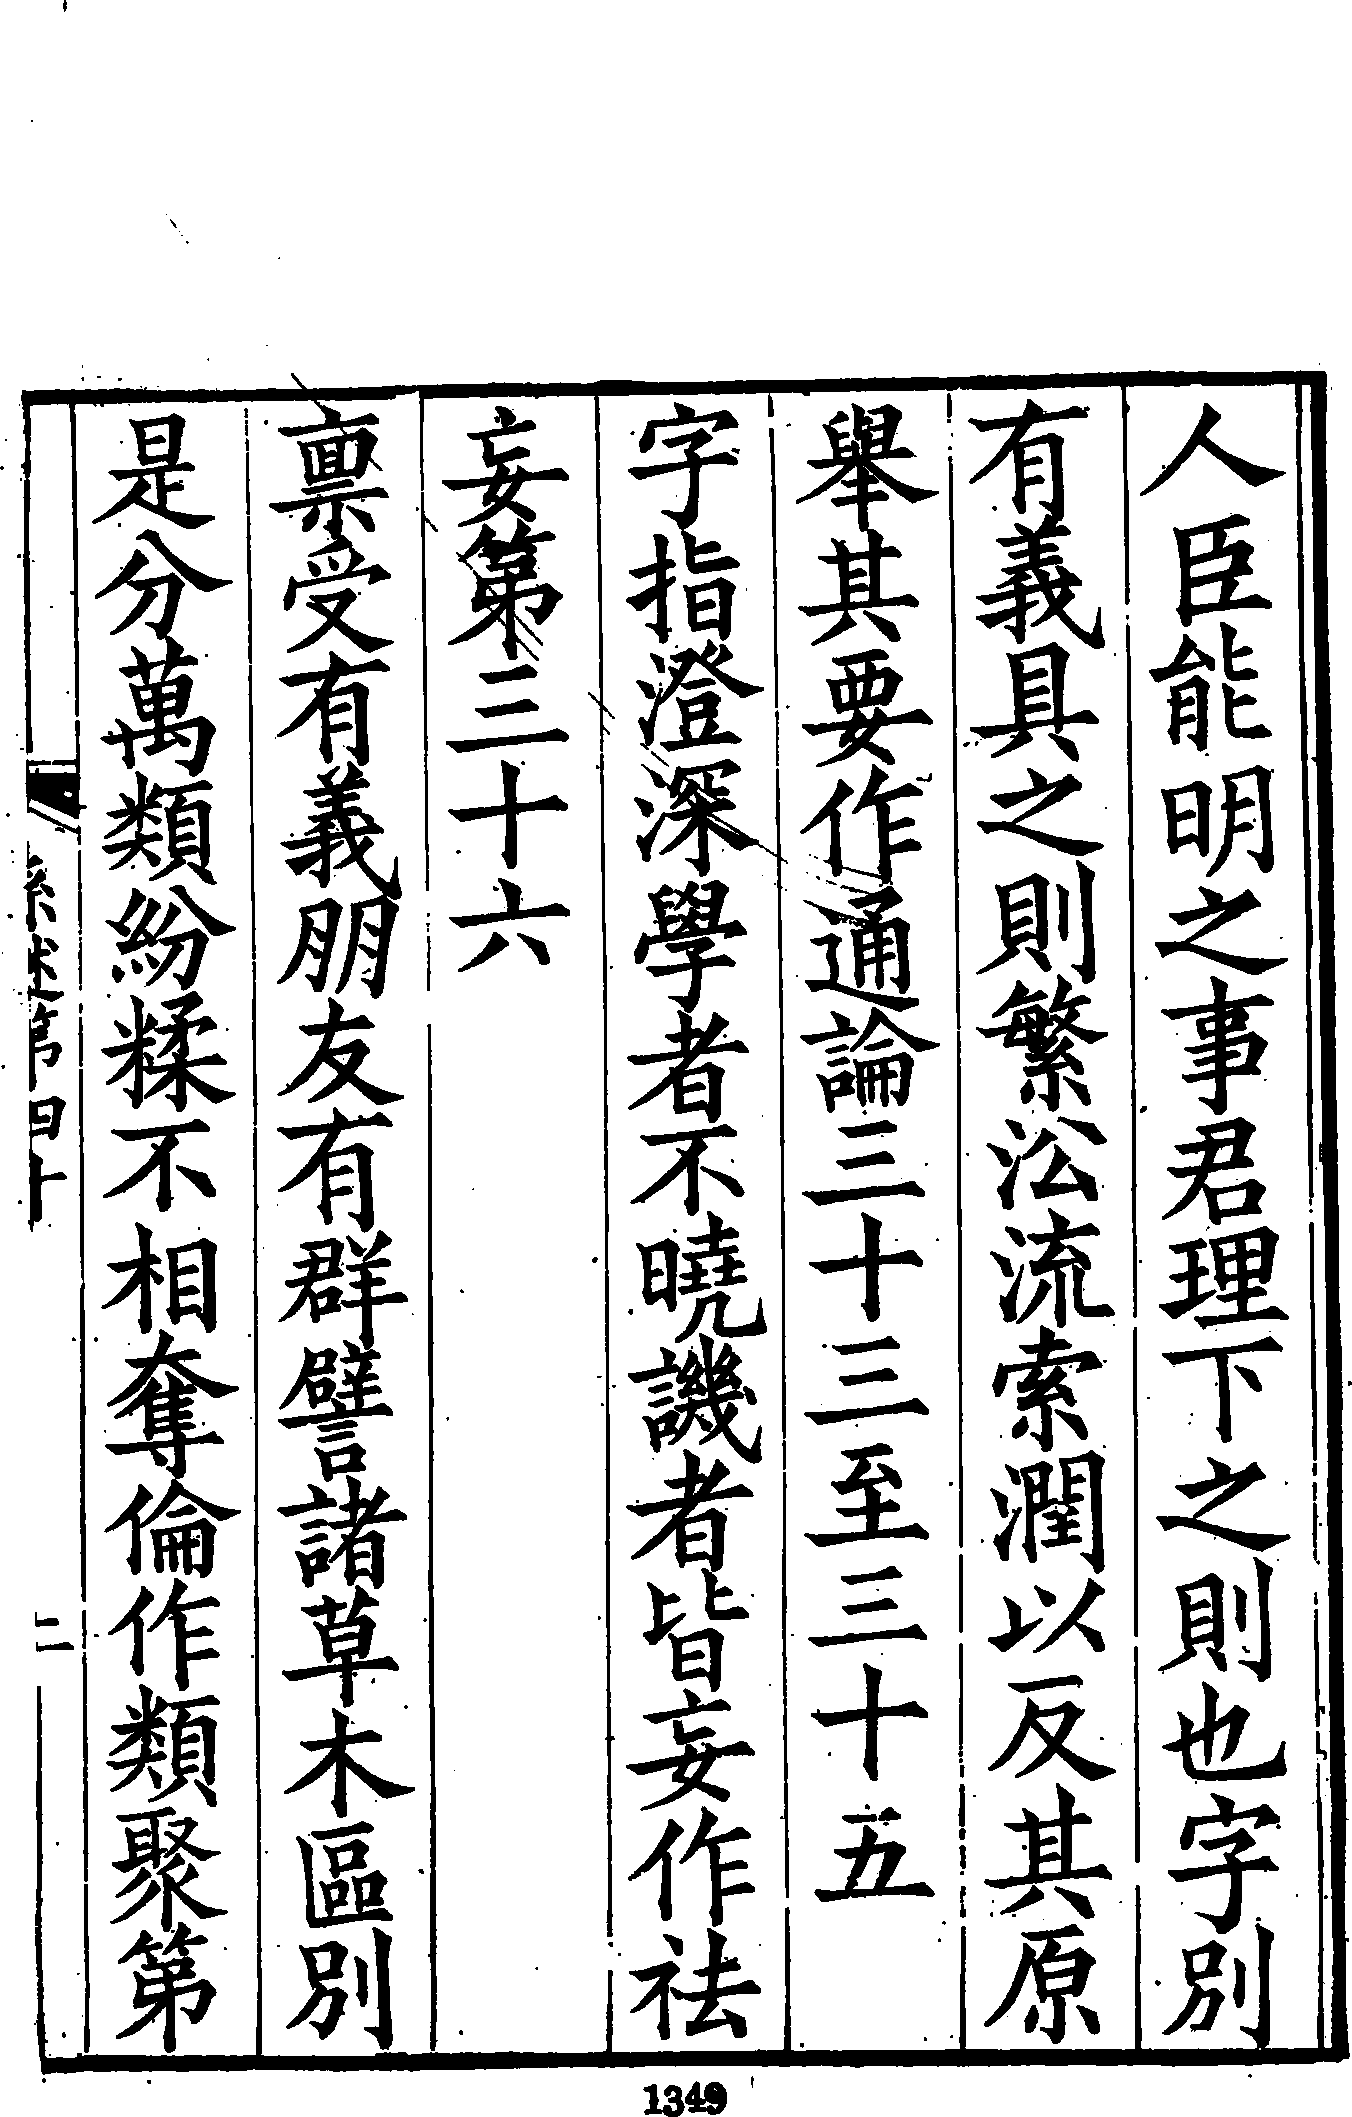 人臣能明之事君理下之則也字別
有義具之則繁㳂流索潤以反其原
舉其要作通論三十三至三十五
字指澄深學者不曉譏者皆妄作祛
妄第三十六
禀受有義朋友有群譬諸草木區別
是分萬類紛糅不相奪倫作類聚第
系述第四十
二
1349